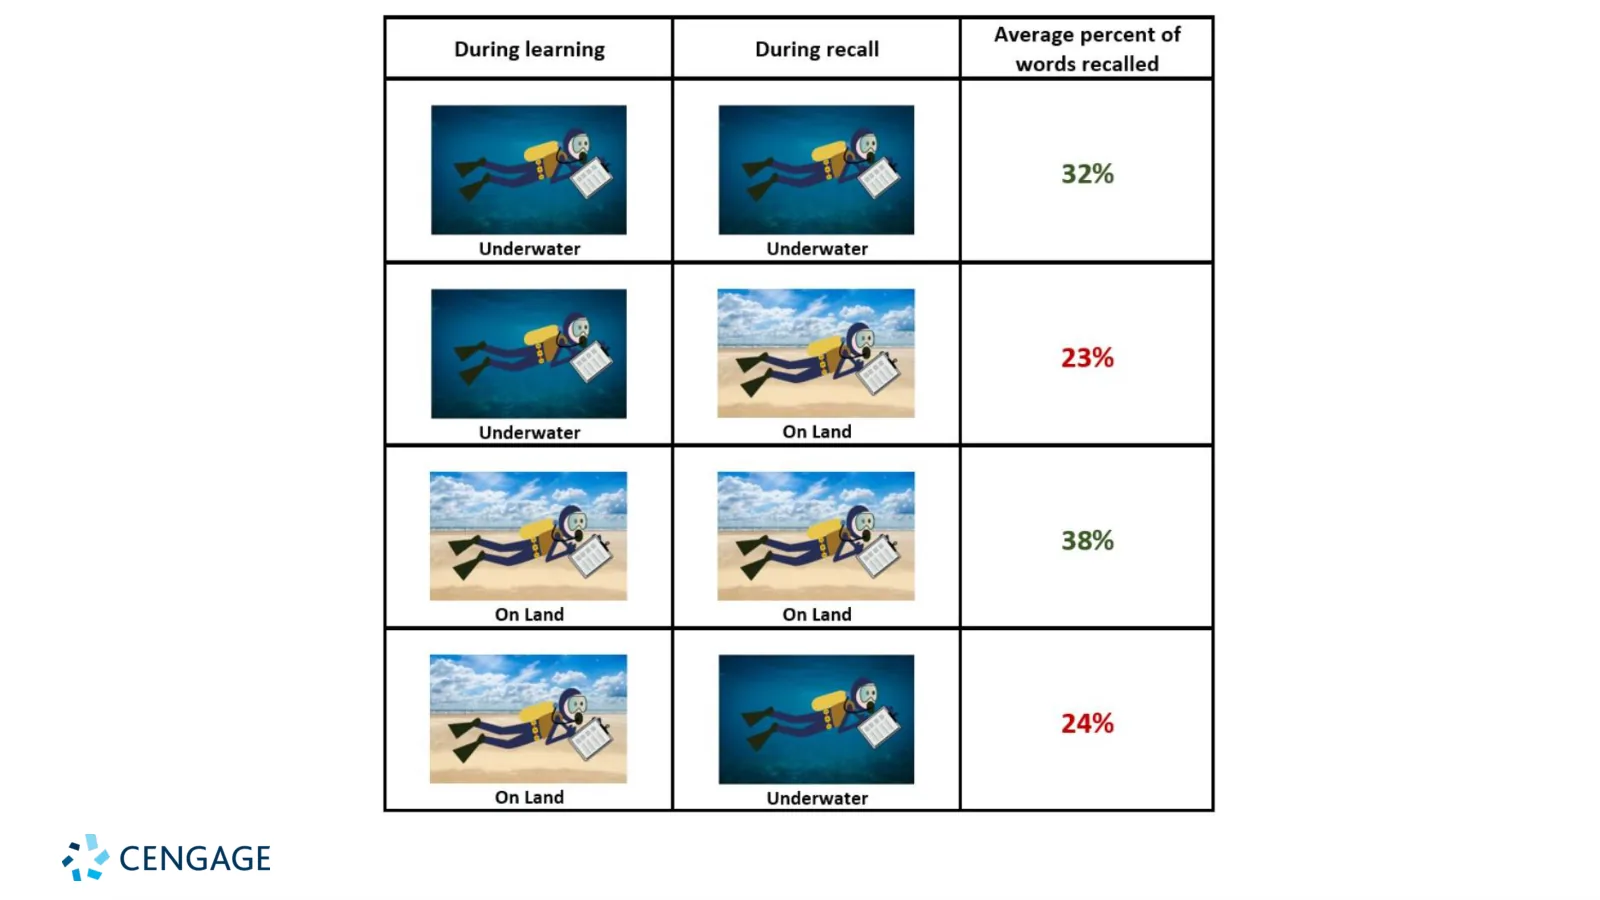 During learning
During recall
Average percent of
words recalled
Underwater
Underwater
32%
Underwater
On Land
23%
On Land
On Land
38%
On Land
Underwater
24%
CENGAGE